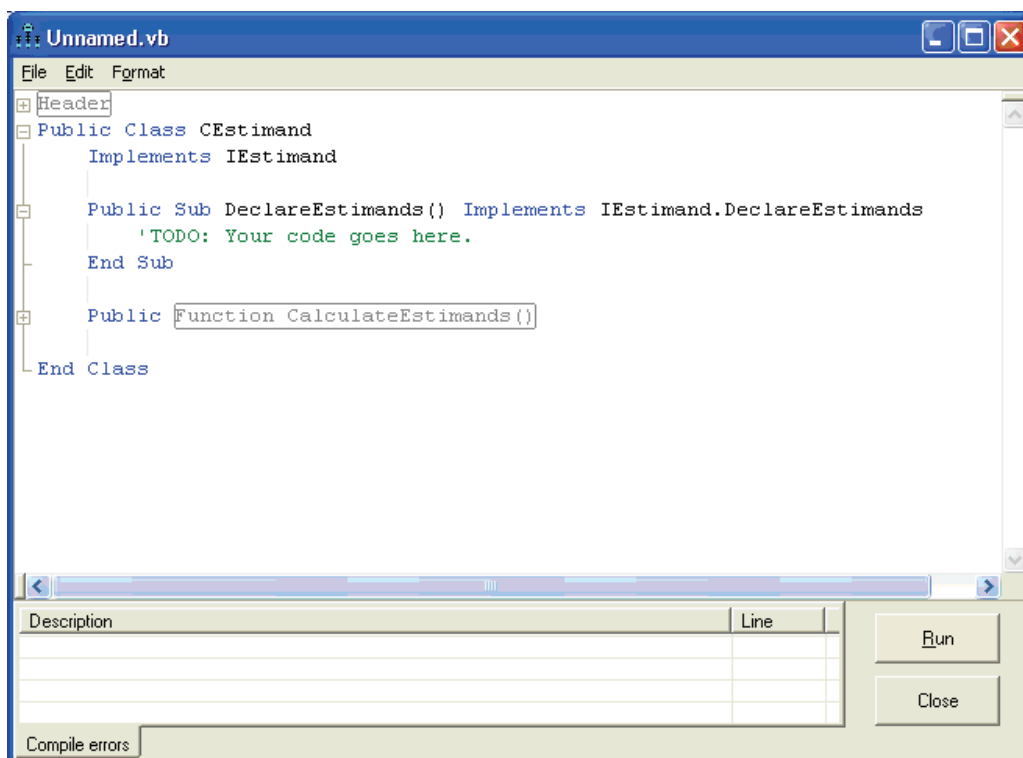 Unnamed.vb
File Edit Format
Header
Public Class CEstimand
Implements IEstimand
Public Sub DeclareEstimands() Implements IEstimand.DeclareEstimands
'TODO: Your code goes here.
End Sub
Public Function CalculateEstimands()
End Class
Description Line
Run
Close
Compile errors